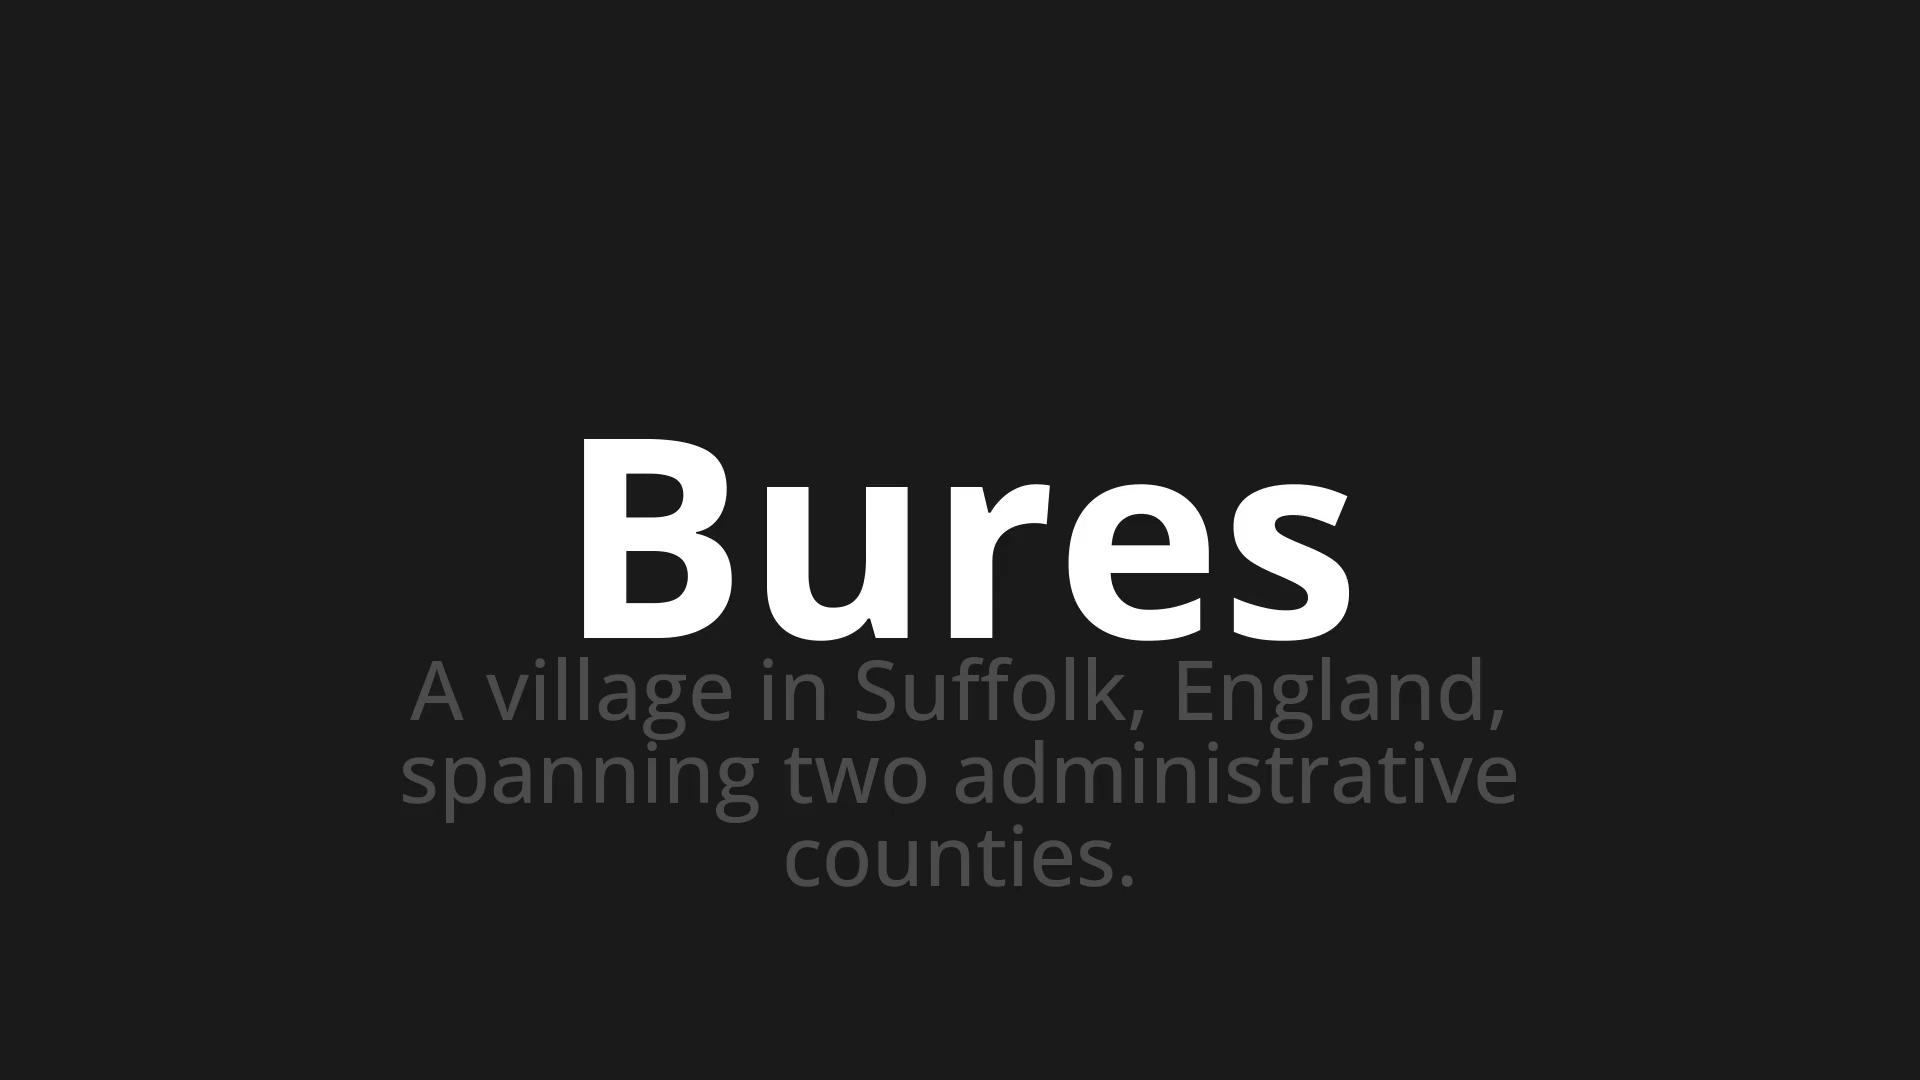 Bures
A village in Suffolk, England,
spanning two administrative
counties.